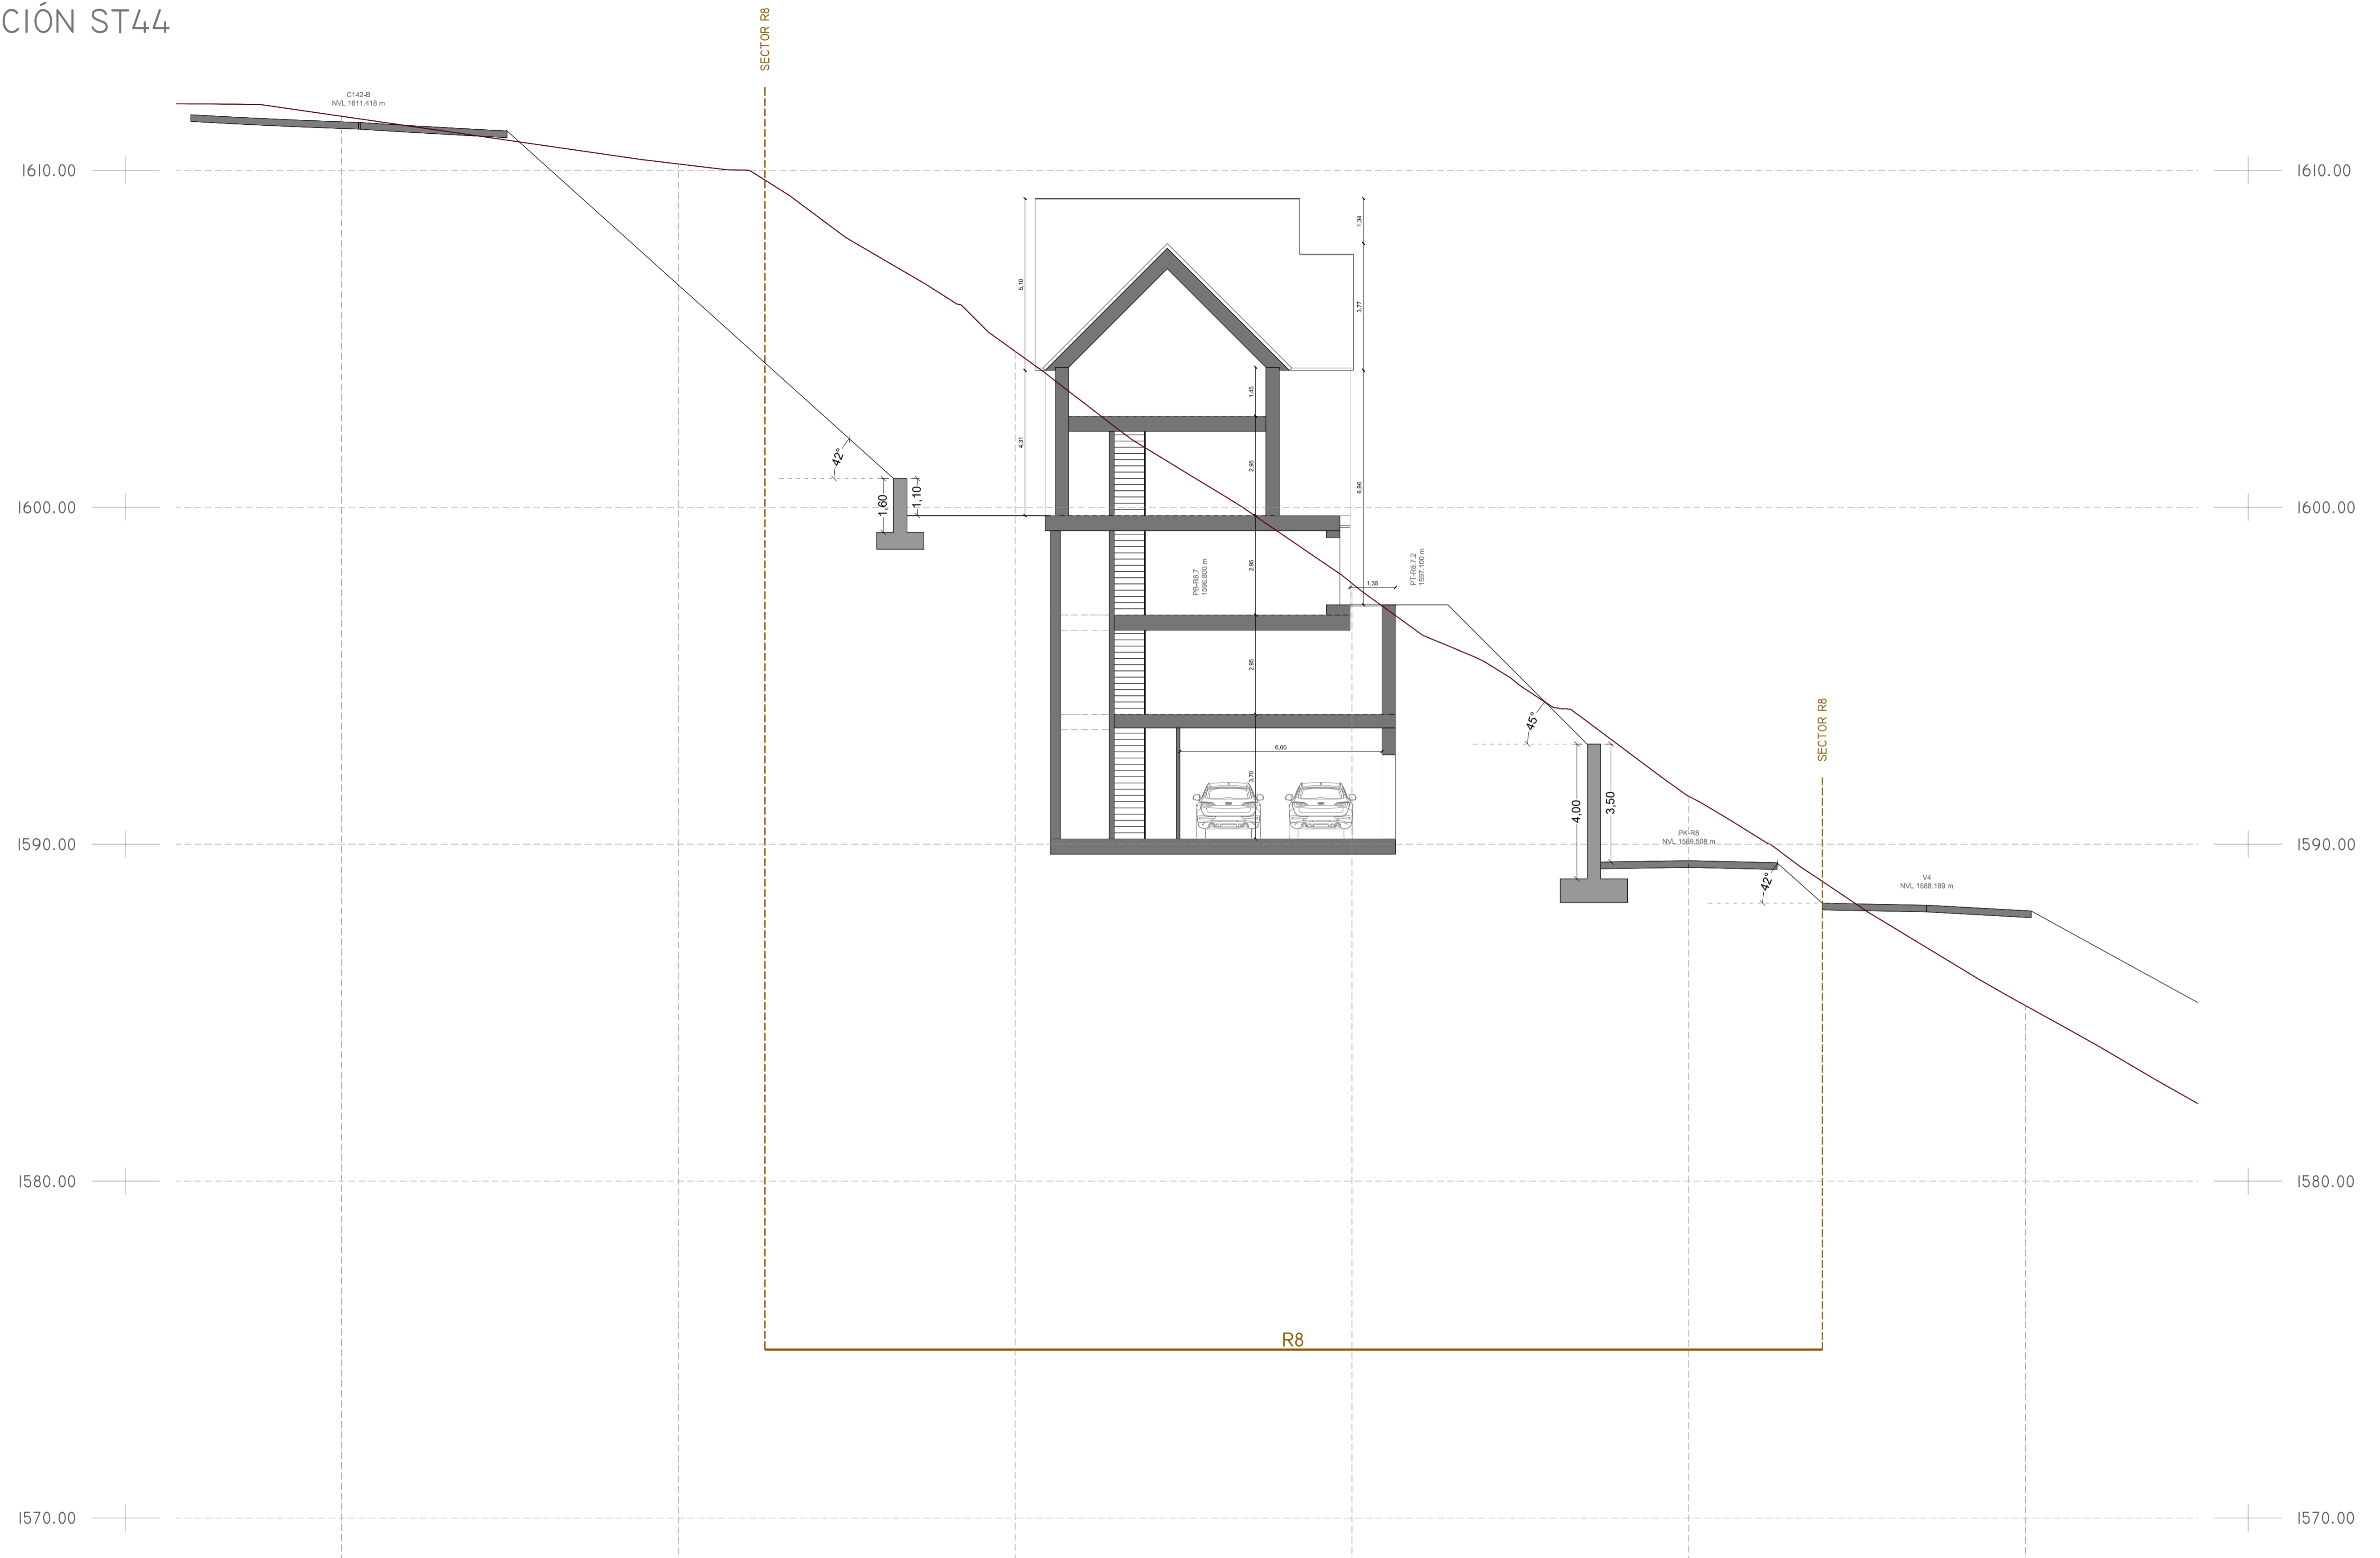 CIÓN ST44
SECTOR R8
C142-B
NVL 1611.418 m
1610.00
1610.00
1,34
5,10
3,77
1,45
42°
4,31
2,95
6,96
1,60
1,10
1600.00
1600.00
PB-R8.7
1596.800 m
2,95
PT-R8.7.2
1597.100 m
1,35
2,95
45°
SECTOR R8
6,00
3,70
4,00
3,50
PK-R8
NVL 1589,508 m
1590.00
1590.00
42°
V4
NVL 1588.189 m
1580.00
1580.00
R8
1570.00
1570.00